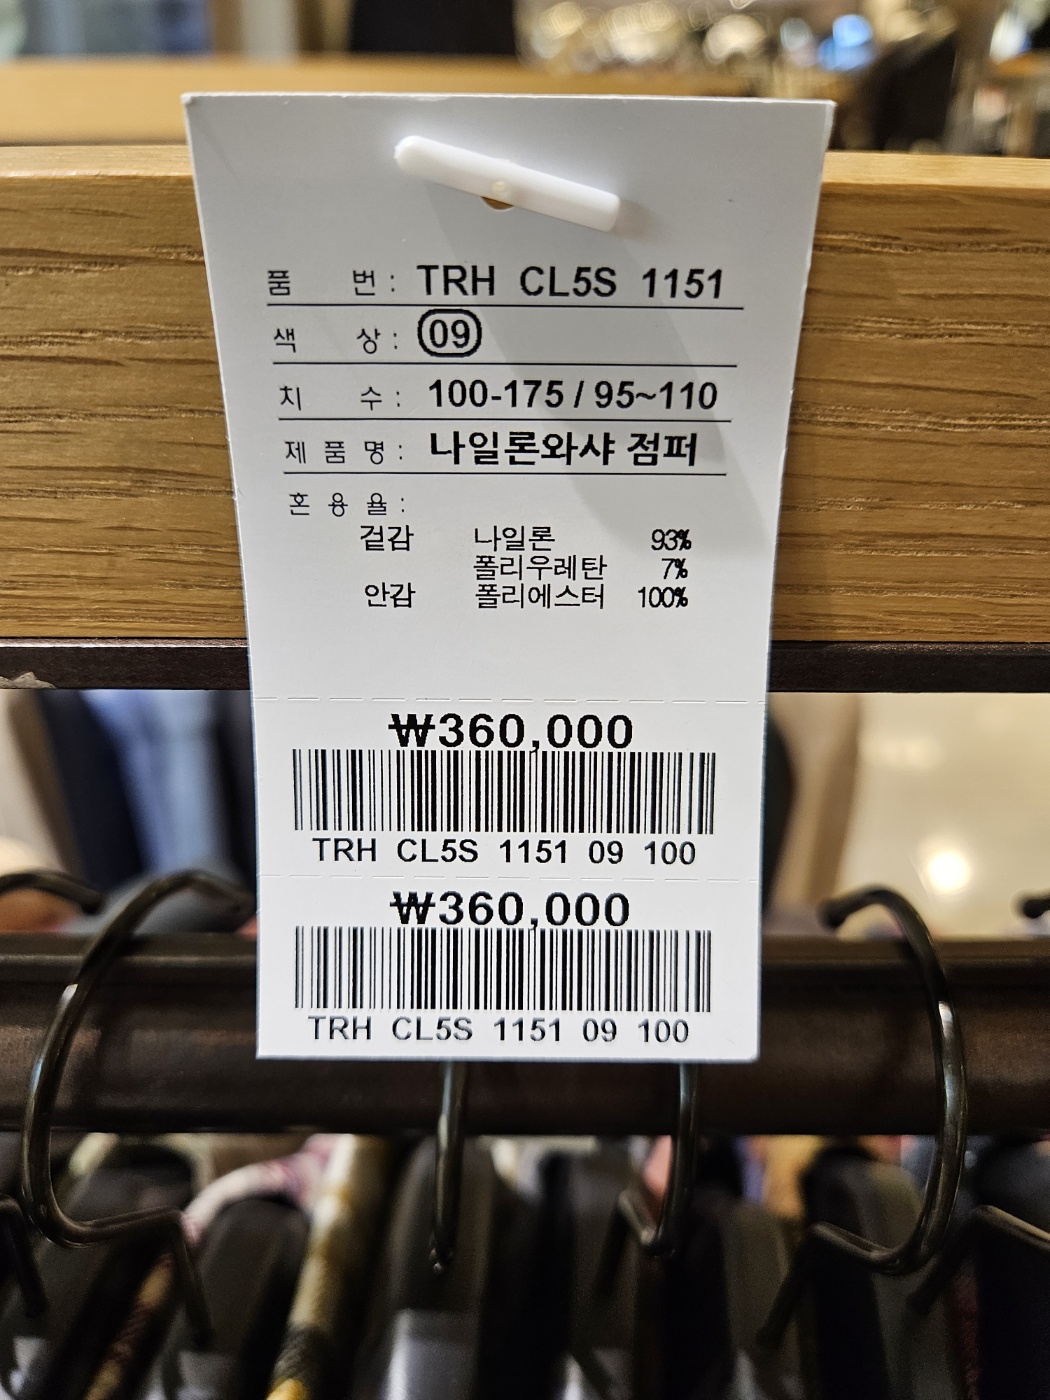 품 번 : TRH CL5S 1151
색 상 : 09
치 수 : 100-175 / 95~110
제 품 명 : 나일론와샤 점퍼
혼 용 율 :
겉감 나일론 93%
폴리우레탄 7%
안감 폴리에스터 100%
₩360,000
TRH CL5S 1151 09 100
₩360,000
TRH CL5S 1151 09 100